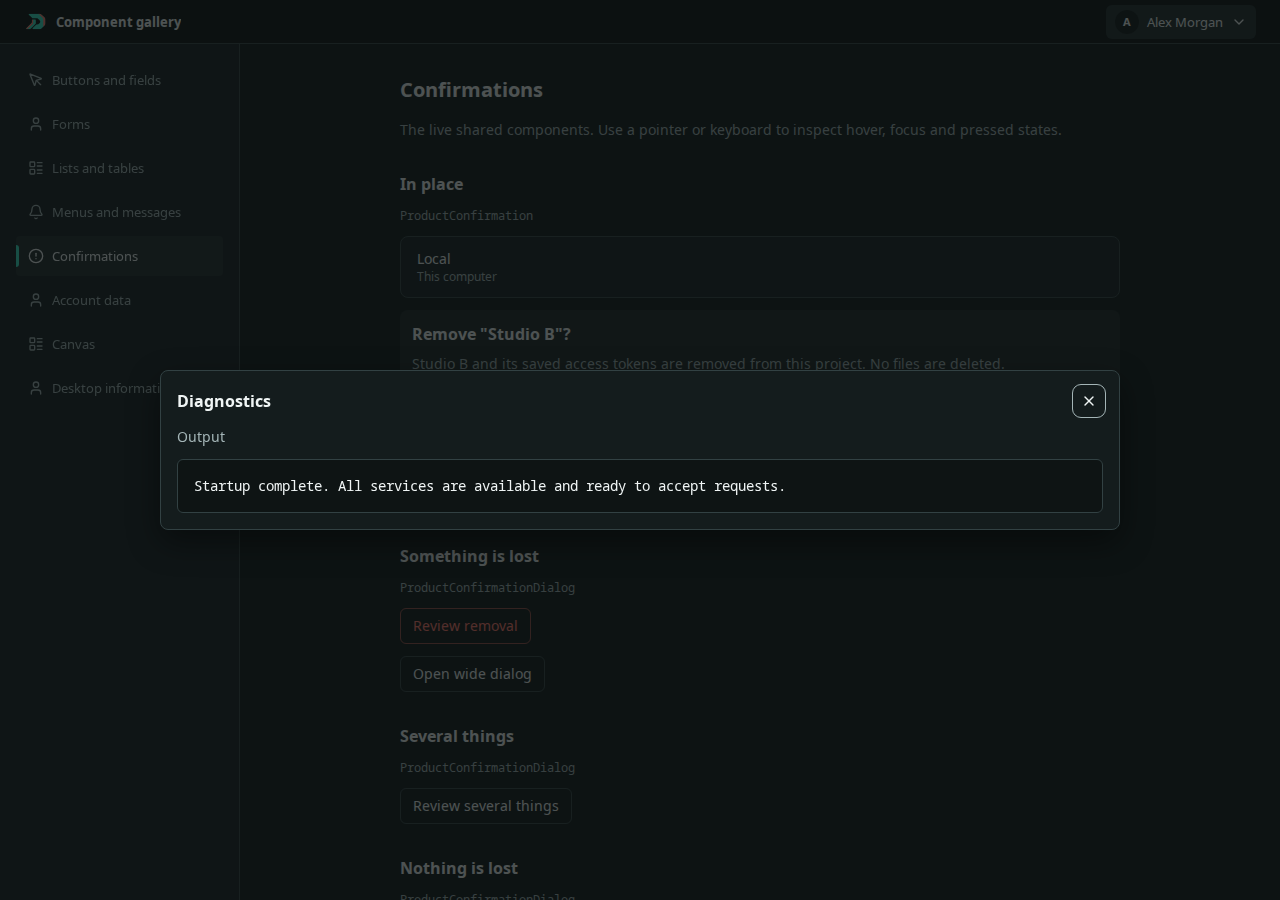 Component gallery
A
Alex Morgan
Buttons and fields
Forms
Lists and tables
Menus and messages
Confirmations
Account data
Canvas
Desktop informati
Confirmations
The live shared components. Use a pointer or keyboard to inspect hover, focus and pressed states.
In place
ProductConfirmation
Local
This computer
Remove "Studio B"?
Studio B and its saved access tokens are removed from this project. No files are deleted.
Diagnostics
Output
Startup complete. All services are available and ready to accept requests.
Something is lost
ProductConfirmationDialog
Review removal
Open wide dialog
Several things
ProductConfirmationDialog
Review several things
Nothing is lost
ProductConfirmationDialog